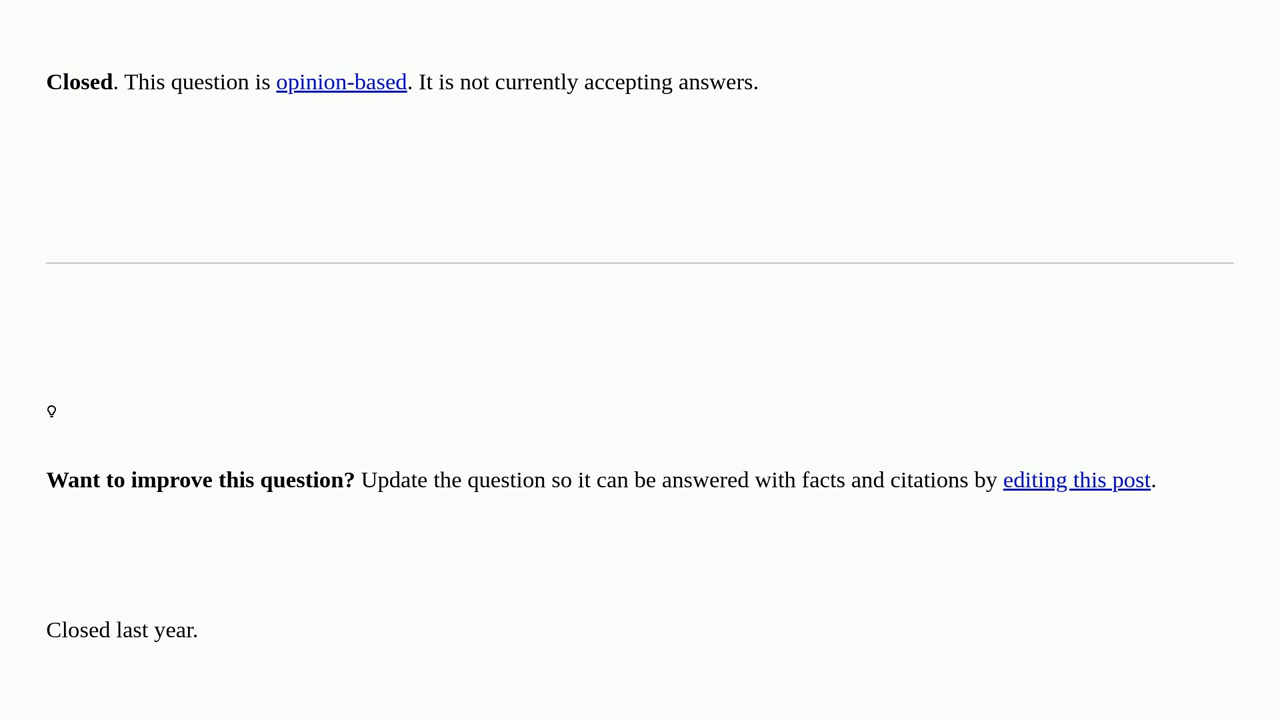 Closed. This question is opinion-based. It is not currently accepting answers.
Want to improve this question? Update the question so it can be answered with facts and citations by editing this post.
Closed last year.